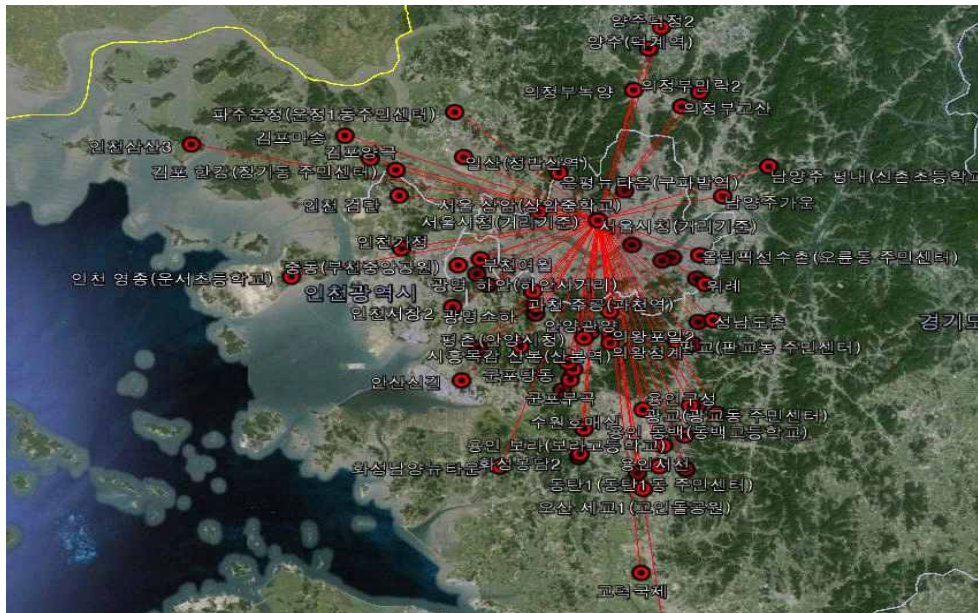 양주덕정2
양주(덕계역)
의정부녹양
의정부민락2
의정부고산
파주운정(운정1동주민센터)
김포마송
인천삼산3
김포양곡
김포 한강(장기동 주민센터)
일산(정발산역)
은평뉴타운(구파발역)
남양주 평내(신촌초등학교)
인천 검단
서울 상암(상암중학교)
남양주가운
서울시청(거리기준)
서울시청(거리기준)
인천가정
올림픽선수촌(오륜동 주민센터)
중동(부천중앙공원)
부천여월
인천 영종(운서초등학교)
인천광역시
광명 하안(하안사거리)
위례
과천 주공(과천역)
인천서창2
광명소하
안양관양
성남도촌
경기도
평촌(안양시청)
의왕포일2
판교(판교동 주민센터)
시흥목감
산본(산본역)
의왕청계
안산신길
군포당동
군포부곡
용인구성
광교(광교동 주민센터)
수원호매실
용인 동백(동백고등학교)
용인 보라(보라고등학교)
화성남양뉴타운
화성향남2
용인서천
동탄1(동탄1동 주민센터)
오산 세교1(고인돌공원)
고덕국제